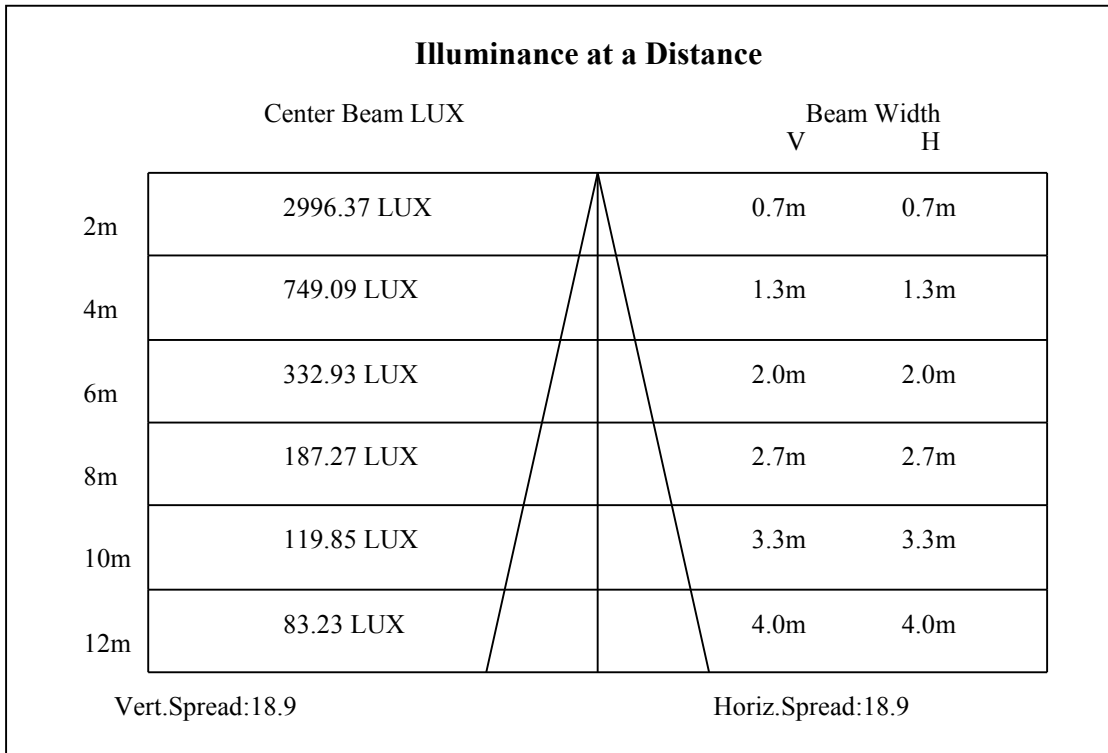 Illuminance at a Distance
Center Beam LUX Beam Width
V H
2m 2996.37 LUX 0.7m 0.7m
4m 749.09 LUX 1.3m 1.3m
6m 332.93 LUX 2.0m 2.0m
8m 187.27 LUX 2.7m 2.7m
10m 119.85 LUX 3.3m 3.3m
12m 83.23 LUX 4.0m 4.0m
Vert.Spread:18.9 Horiz.Spread:18.9